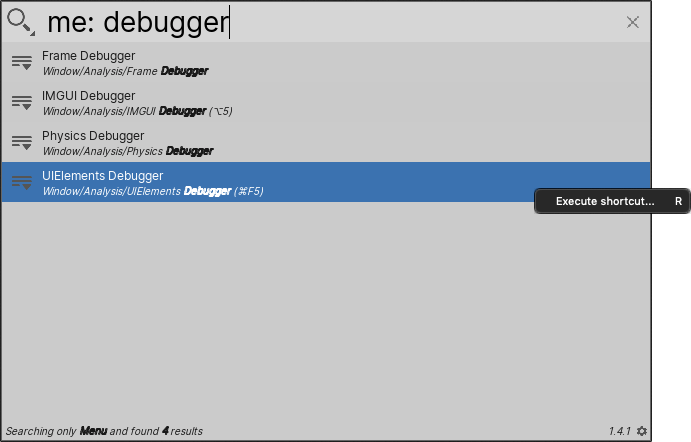 me: debugger
Frame Debugger
Window/Analysis/Frame Debugger
IMGUI Debugger
Window/Analysis/IMGUI Debugger (⌥5)
Physics Debugger
Window/Analysis/Physics Debugger
UIElements Debugger
Window/Analysis/UIElements Debugger (⌘F5)
Execute shortcut... R
Searching only Menu and found 4 results 1.4.1